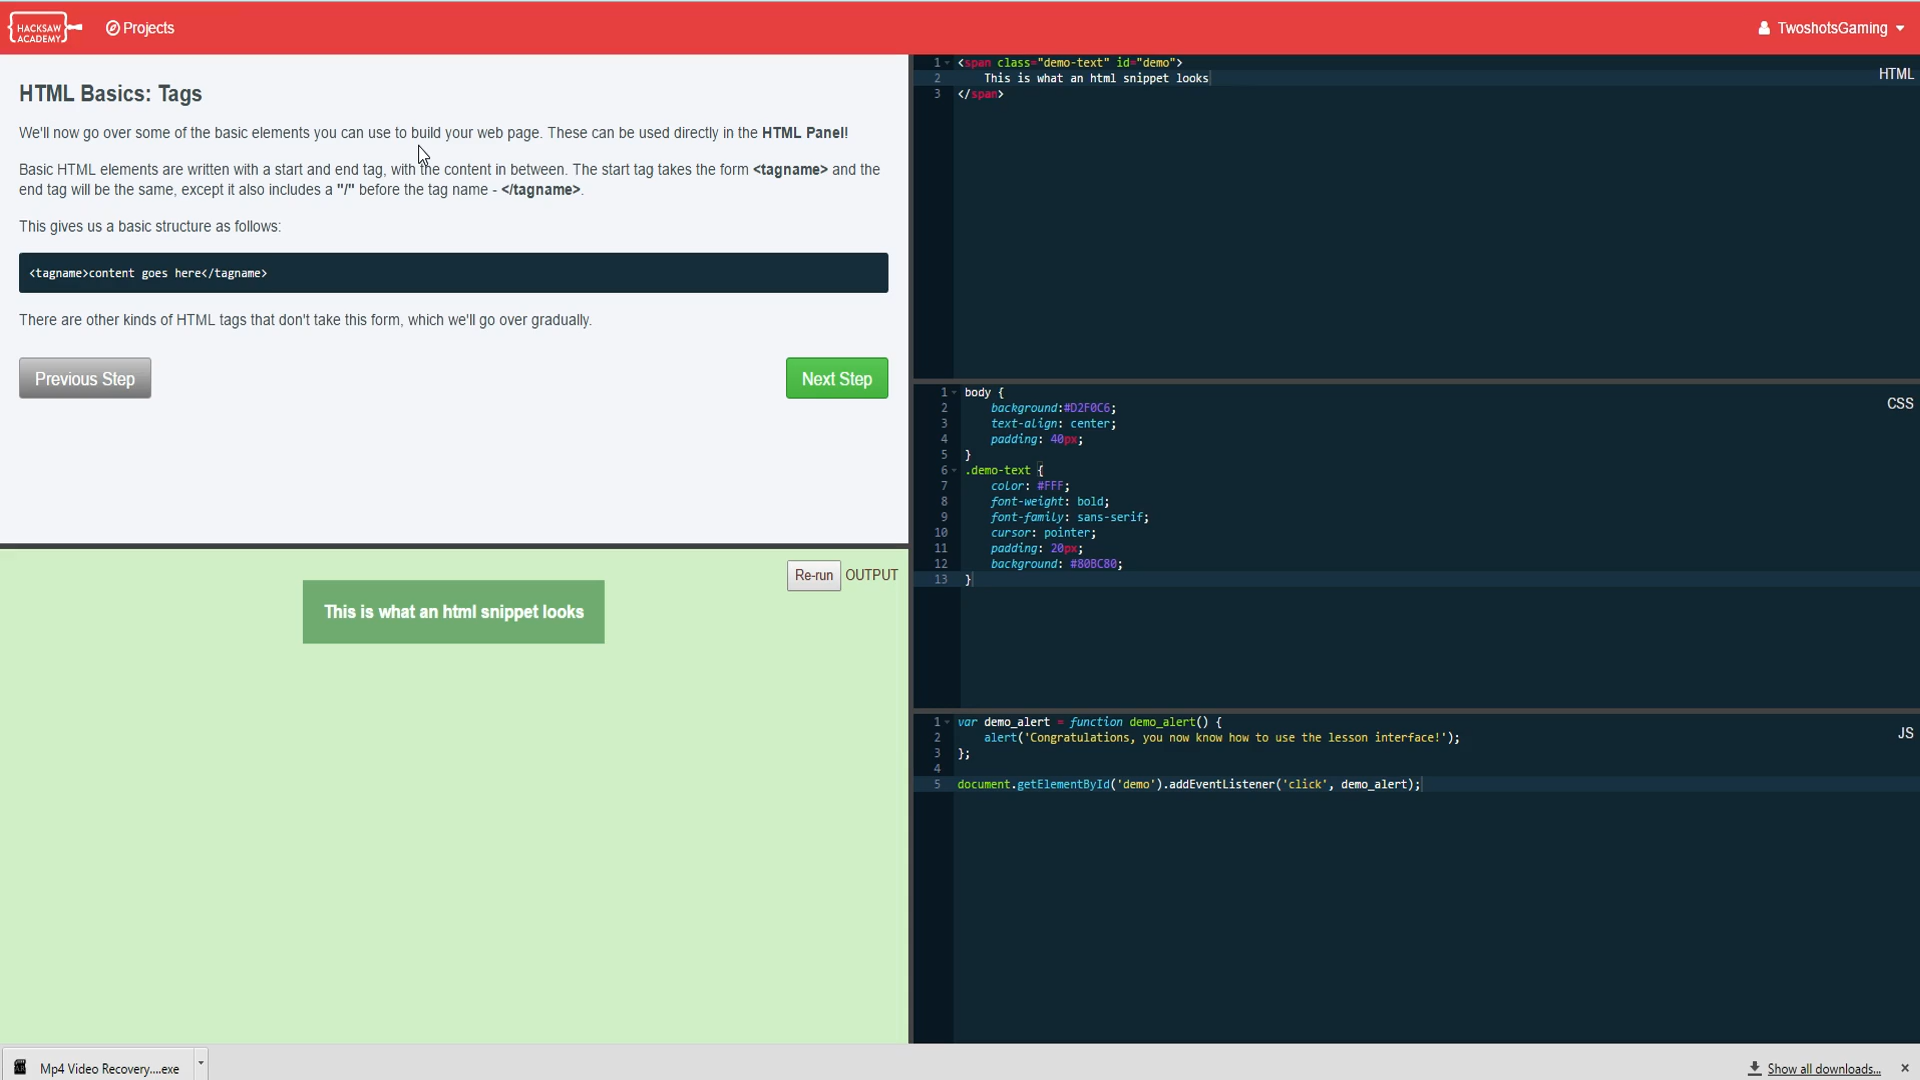 HACKSAW
ACADEMY
Projects
TwoshotsGaming
HTML Basics: Tags
We'll now go over some of the basic elements you can use to build your web page. These can be used directly in the HTML Panel!
Basic HTML elements are written with a start and end tag, with the content in between. The start tag takes the form <tagname> and the
end tag will be the same, except it also includes a "/" before the tag name - </tagname>.
This gives us a basic structure as follows:
<tagname>content goes here</tagname>
There are other kinds of HTML tags that don't take this form, which we'll go over gradually.
Previous Step
Next Step
Re-run OUTPUT
This is what an html snippet looks
HTML
1 <span class="demo-text" id="demo">
2 This is what an html snippet looks
3 </span>
CSS
1 body {
2 background:#D2F0C6;
3 text-align: center;
4 padding: 40px;
5 }
6 .demo-text {
7 color: #FFF;
8 font-weight: bold;
9 font-family: sans-serif;
10 cursor: pointer;
11 padding: 20px;
12 background: #80BC80;
13 }
JS
1 var demo_alert = function demo_alert() {
2 alert('Congratulations, you now know how to use the lesson interface!');
3 };
4
5 document.getElementById('demo').addEventListener('click', demo_alert);
Mp4 Video Recovery....exe
Show all downloads...